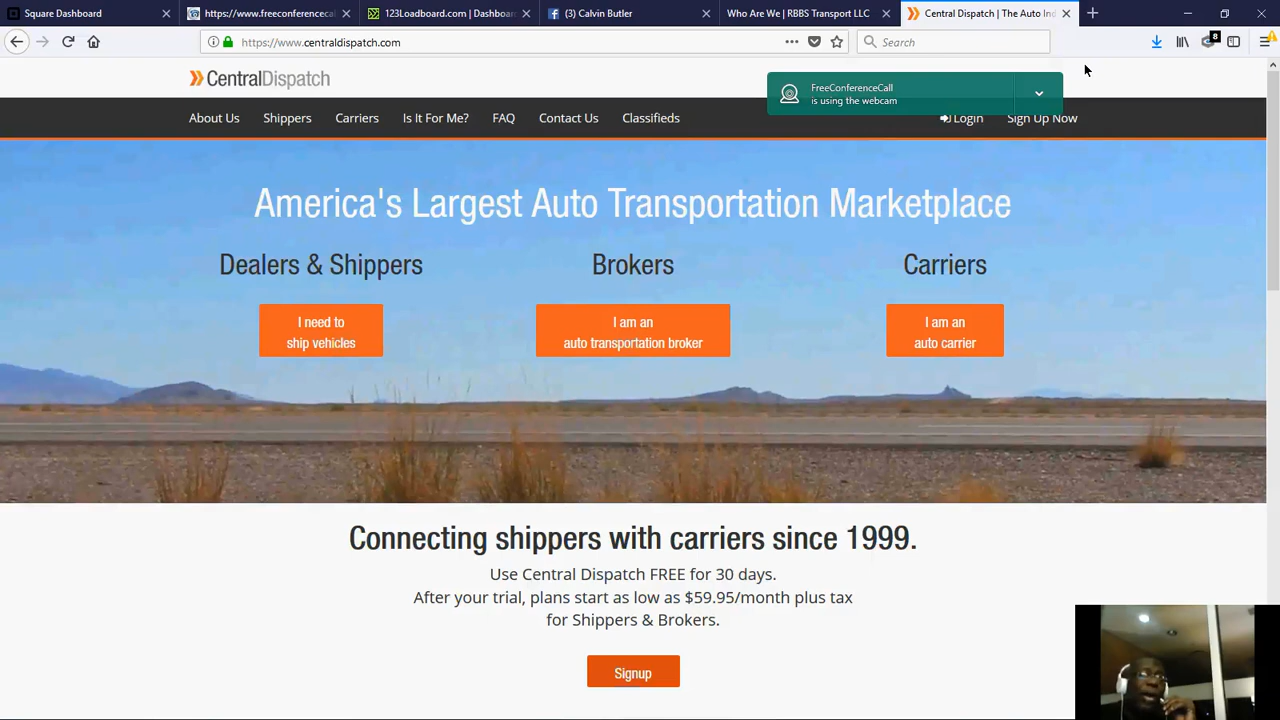 Square Dashboard
https://www.freeconferencecal
123Loadboard.com | Dashboar
(3) Calvin Butler
Who Are We | RBBS Transport LLC
Central Dispatch | The Auto Ind
https://www.centraldispatch.com
Search
8
CentralDispatch
FreeConferenceCall
is using the webcam
About Us
Shippers
Carriers
Is It For Me?
FAQ
Contact Us
Classifieds
Login
Sign Up Now
America's Largest Auto Transportation Marketplace
Dealers & Shippers
Brokers
Carriers
I need to
ship vehicles
I am an
auto transportation broker
I am an
auto carrier
Connecting shippers with carriers since 1999.
Use Central Dispatch FREE for 30 days.
After your trial, plans start as low as $59.95/month plus tax
for Shippers & Brokers.
Signup